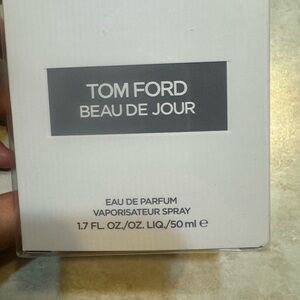 TOM FORD
BEAU DE JOUR
EAU DE PARFUM
VAPORISATEUR SPRAY
1.7 FL. OZ./OZ. LIQ./50 ml ℮